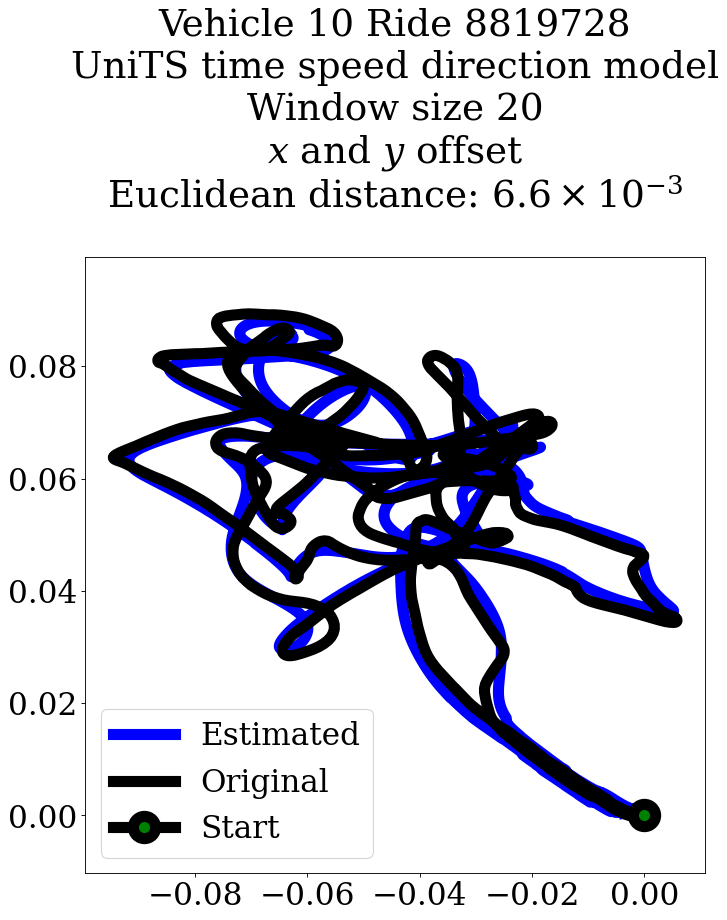 Vehicle 10 Ride 8819728
UniTS time speed direction model
Window size 20
x and y offset
Euclidean distance: 6.6 × 10⁻³
0.08
0.06
0.04
0.02
0.00
Estimated
Original
Start
−0.08 −0.06 −0.04 −0.02 0.00